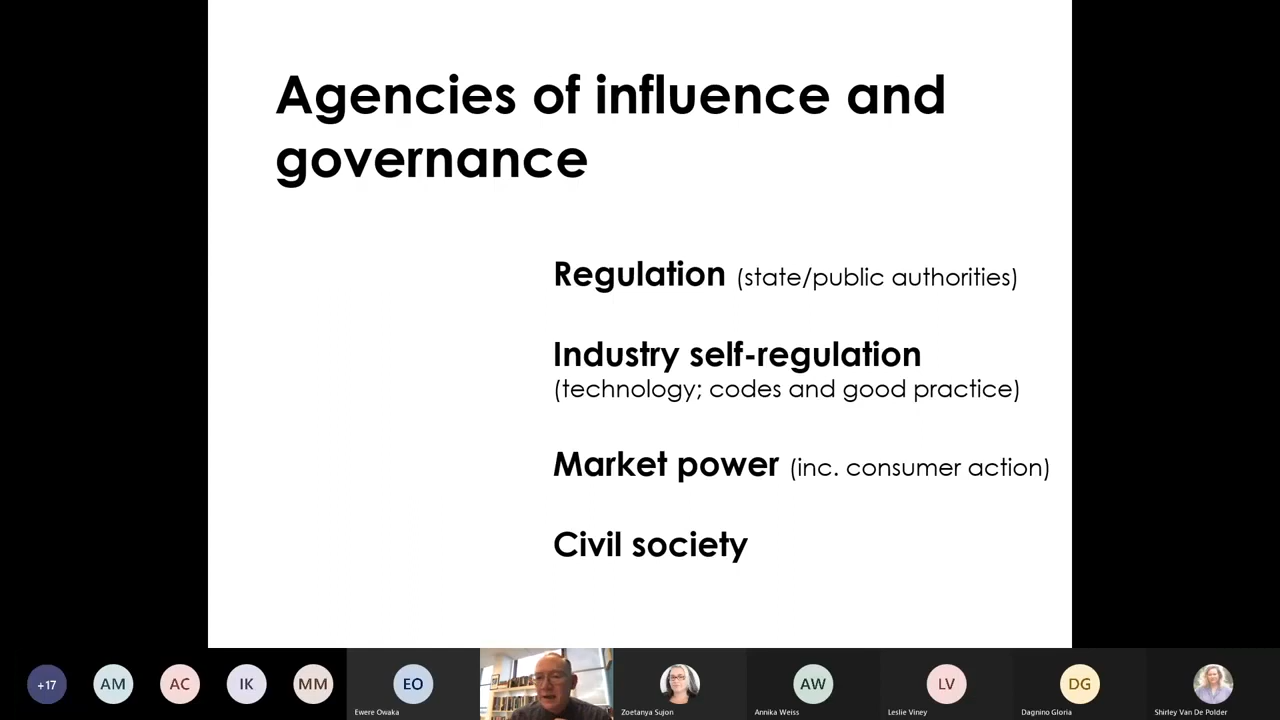 Agencies of influence and
governance
Regulation (state/public authorities)
Industry self-regulation
(technology; codes and good practice)
Market power (inc. consumer action)
Civil society
+17
AM
AC
IK
MM
EO
Ewere Owaka
Zoetanya Sujon
AW
Annika Weiss
LV
Leslie Viney
DG
Dagnino Gloria
Shirley Van De Polder